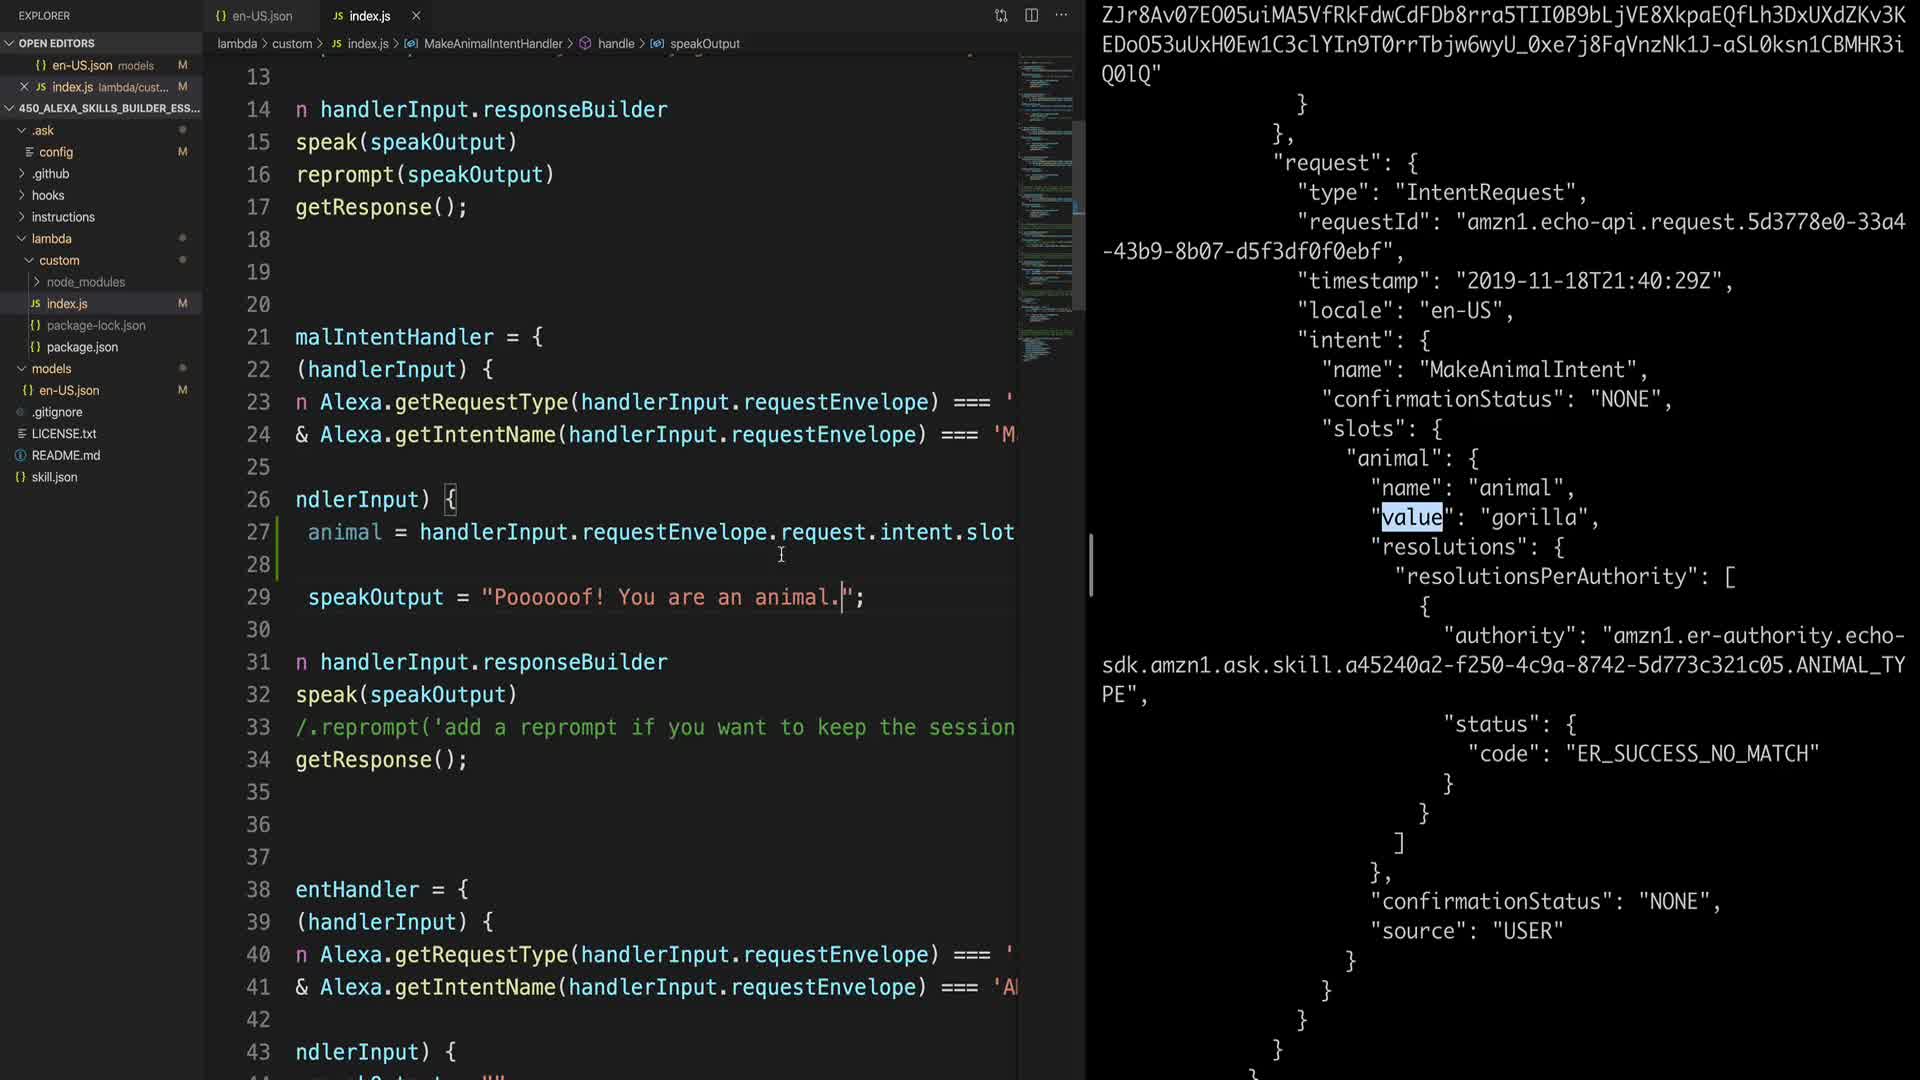 EXPLORER
OPEN EDITORS
{} en-US.json models M
JS index.js lambda/cust... M
450_ALEXA_SKILLS_BUILDER_ESS...
.ask
config M
.github
hooks
instructions
lambda
custom
node_modules
JS index.js M
{} package-lock.json
{} package.json
models
{} en-US.json M
.gitignore
LICENSE.txt
README.md
{} skill.json
{} en-US.json
JS index.js
lambda > custom > JS index.js > MakeAnimalIntentHandler > handle > speakOutput
13
14 n handlerInput.responseBuilder
15 speak(speakOutput)
16 reprompt(speakOutput)
17 getResponse();
18
19
20
21 malIntentHandler = {
22 (handlerInput) {
23 n Alexa.getRequestType(handlerInput.requestEnvelope) === '
24 & Alexa.getIntentName(handlerInput.requestEnvelope) === 'M
25
26 ndlerInput) {
27 animal = handlerInput.requestEnvelope.request.intent.slot
28
29 speakOutput = "Poooooof! You are an animal.";
30
31 n handlerInput.responseBuilder
32 speak(speakOutput)
33 /.reprompt('add a reprompt if you want to keep the session
34 getResponse();
35
36
37
38 entHandler = {
39 (handlerInput) {
40 n Alexa.getRequestType(handlerInput.requestEnvelope) === '
41 & Alexa.getIntentName(handlerInput.requestEnvelope) === 'A
42
43 ndlerInput) {
ZJr8Av07EO05uiMA5VfRkFdwCdFDb8rra5TII0B9bLjVE8XkpaEQfLh3DxUXdZKv3K
EDoO53uUxH0Ew1C3clYIn9T0rrTbjw6wyU_0xe7j8FqVnzNk1J-aSL0ksn1CBMHR3i
Q0lQ"
}
},
"request": {
"type": "IntentRequest",
"requestId": "amzn1.echo-api.request.5d3778e0-33a4
-43b9-8b07-d5f3df0f0ebf",
"timestamp": "2019-11-18T21:40:29Z",
"locale": "en-US",
"intent": {
"name": "MakeAnimalIntent",
"confirmationStatus": "NONE",
"slots": {
"animal": {
"name": "animal",
"value": "gorilla",
"resolutions": {
"resolutionsPerAuthority": [
{
"authority": "amzn1.er-authority.echo-
sdk.amzn1.ask.skill.a45240a2-f250-4c9a-8742-5d773c321c05.ANIMAL_TY
PE",
"status": {
"code": "ER_SUCCESS_NO_MATCH"
}
}
]
},
"confirmationStatus": "NONE",
"source": "USER"
}
}
}
}